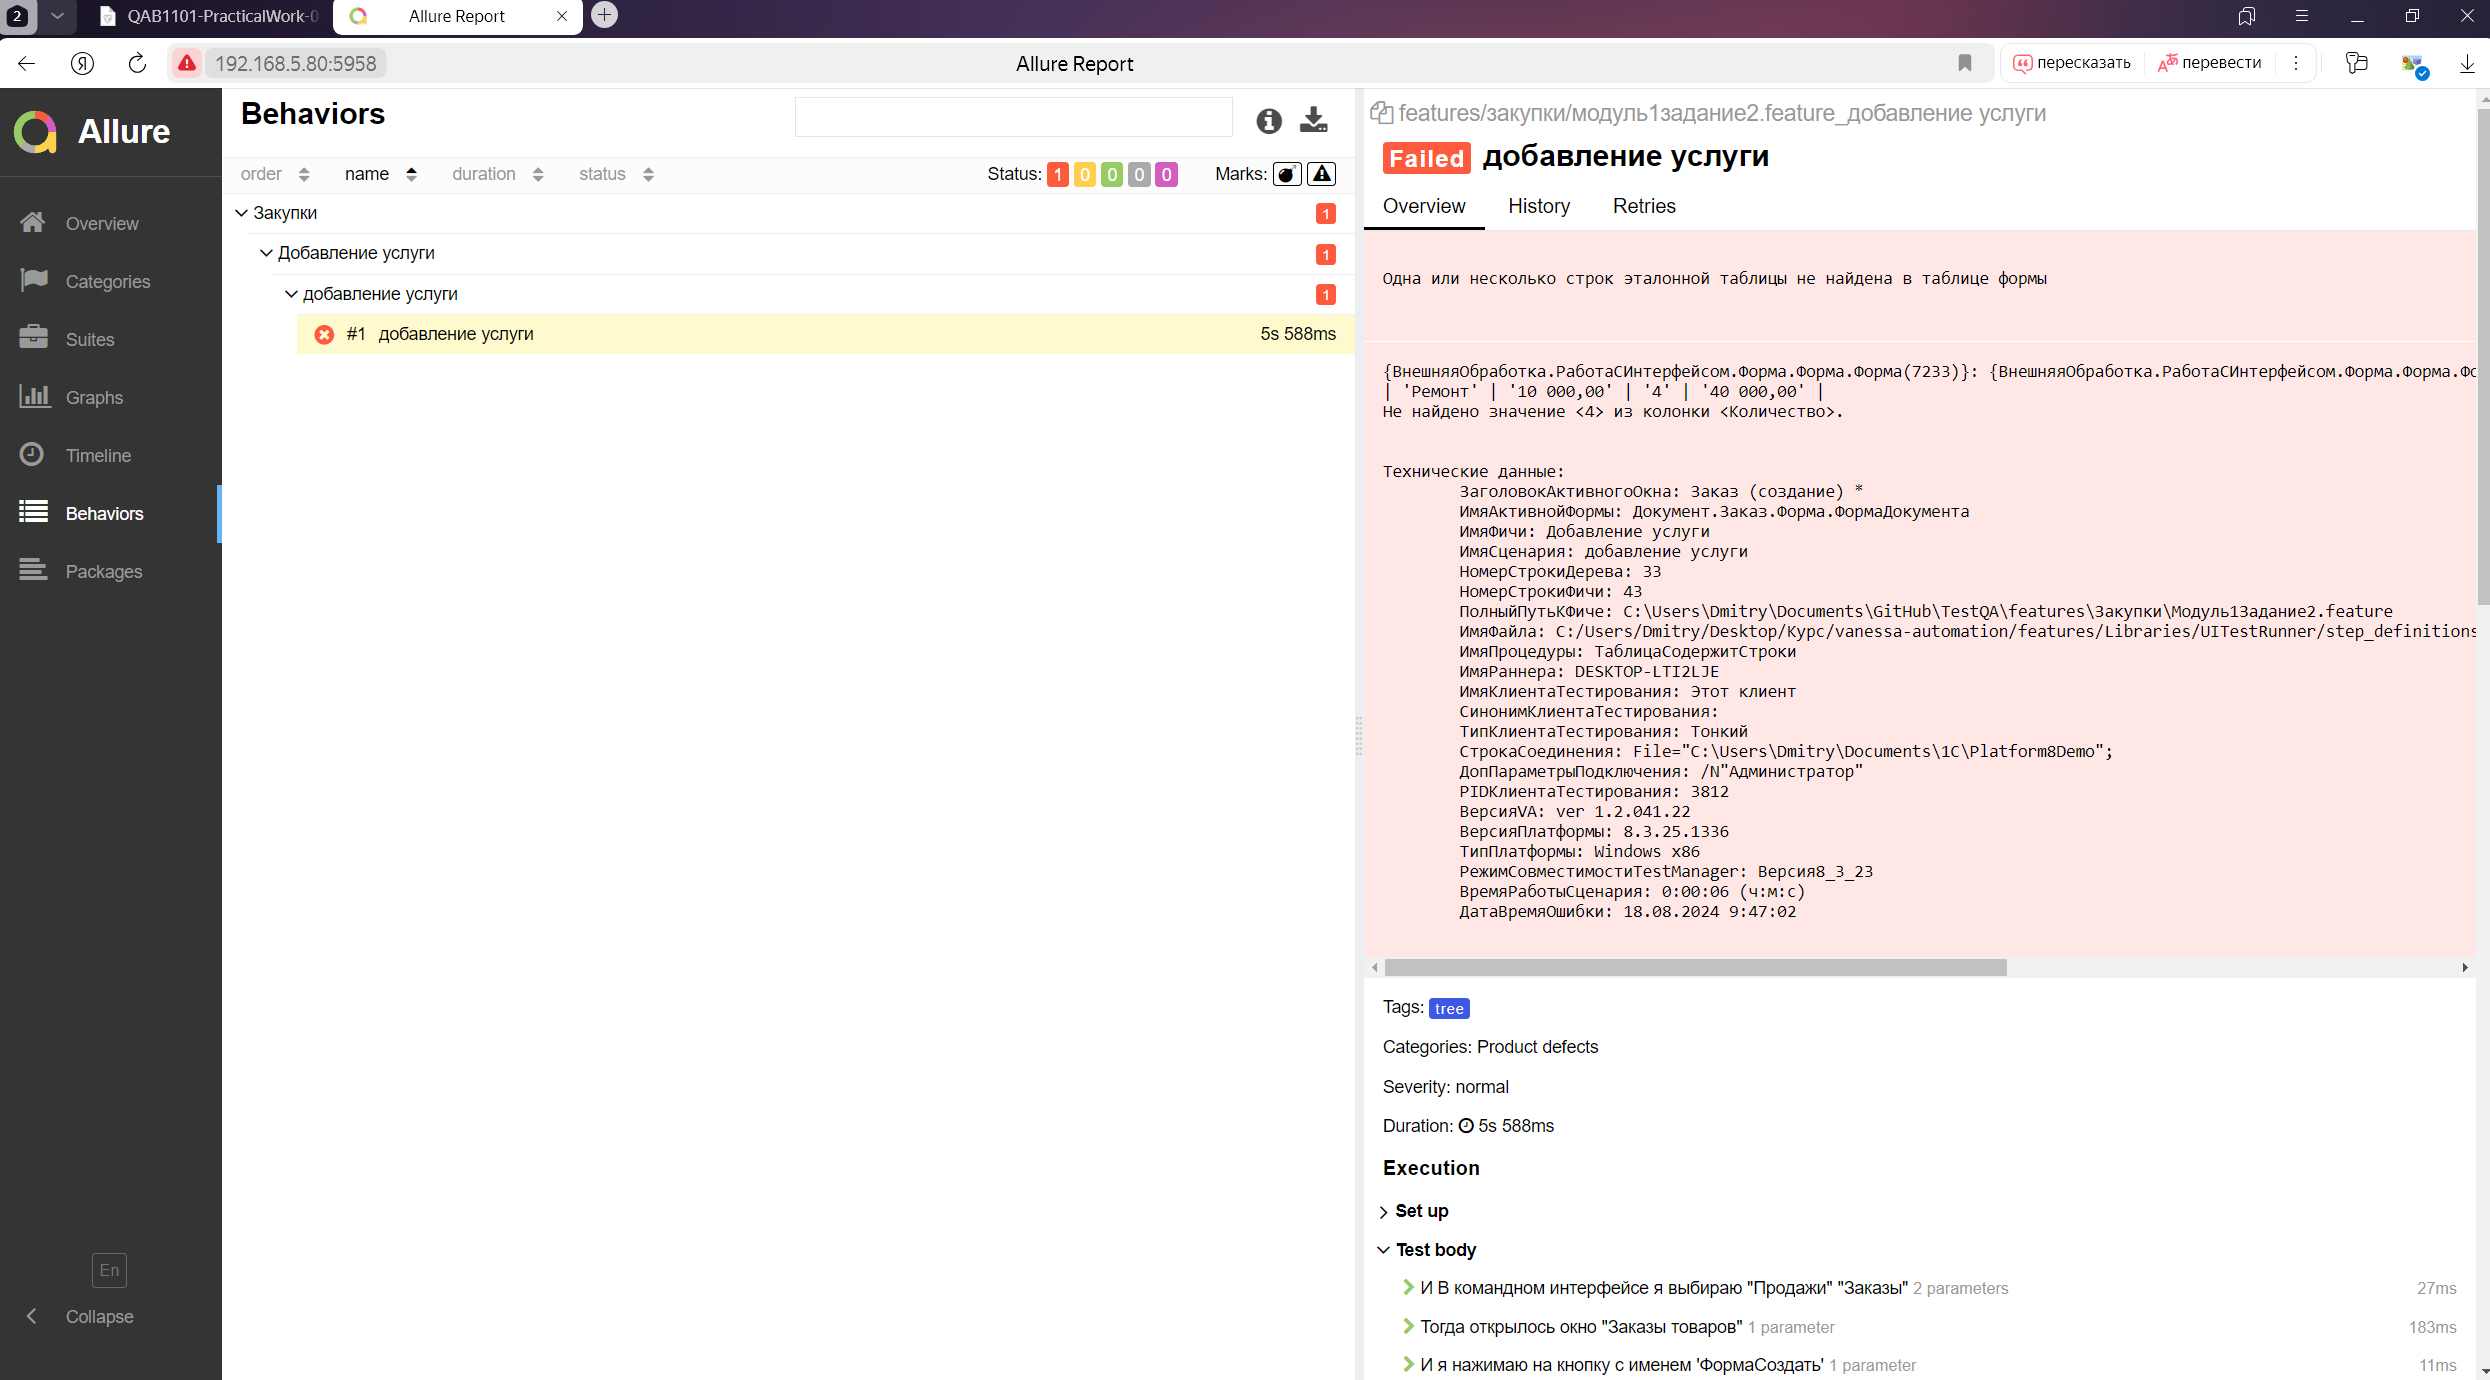 2
QAB1101-PracticalWork-0
Allure Report
192.168.5.80:5958
Allure Report
пересказать
перевести
Allure
Overview
Categories
Suites
Graphs
Timeline
Behaviors
Packages
En
Collapse
Behaviors
order name duration status Status: 1 0 0 0 0 Marks:
Закупки 1
Добавление услуги 1
добавление услуги 1
#1 добавление услуги 5s 588ms
features/закупки/модуль1задание2.feature_добавление услуги
Failed добавление услуги
Overview History Retries
Одна или несколько строк эталонной таблицы не найдена в таблице формы
{ВнешняяОбработка.РаботаСИнтерфейсом.Форма.Форма.Форма(7233)}: {ВнешняяОбработка.РаботаСИнтерфейсом.Форма.Форма.Фо
| 'Ремонт' | '10 000,00' | '4' | '40 000,00' |
Не найдено значение <4> из колонки <Количество>.
Технические данные:
ЗаголовокАктивногоОкна: Заказ (создание) *
ИмяАктивнойФормы: Документ.Заказ.Форма.ФормаДокумента
ИмяФичи: Добавление услуги
ИмяСценария: добавление услуги
НомерСтрокиДерева: 33
НомерСтрокиФичи: 43
ПолныйПутьКФиче: C:\Users\Dmitry\Documents\GitHub\TestQA\features\Закупки\Модуль1Задание2.feature
ИмяФайла: C:/Users/Dmitry/Desktop/Курс/vanessa-automation/features/Libraries/UITestRunner/step_definitions
ИмяПроцедуры: ТаблицаСодержитСтроки
ИмяРаннера: DESKTOP-LTI2LJE
ИмяКлиентаТестирования: Этот клиент
СинонимКлиентаТестирования:
ТипКлиентаТестирования: Тонкий
СтрокаСоединения: File="C:\Users\Dmitry\Documents\1C\Platform8Demo";
ДопПараметрыПодключения: /N"Администратор"
PIDКлиентаТестирования: 3812
ВерсияVA: ver 1.2.041.22
ВерсияПлатформы: 8.3.25.1336
ТипПлатформы: Windows x86
РежимСовместимостиTestManager: Версия8_3_23
ВремяРаботыСценария: 0:00:06 (ч:м:с)
ДатаВремяОшибки: 18.08.2024 9:47:02
Tags: tree
Categories: Product defects
Severity: normal
Duration: 5s 588ms
Execution
Set up
Test body
И В командном интерфейсе я выбираю "Продажи" "Заказы" 2 parameters 27ms
Тогда открылось окно "Заказы товаров" 1 parameter 183ms
И я нажимаю на кнопку с именем 'ФормаСоздать' 1 parameter 11ms